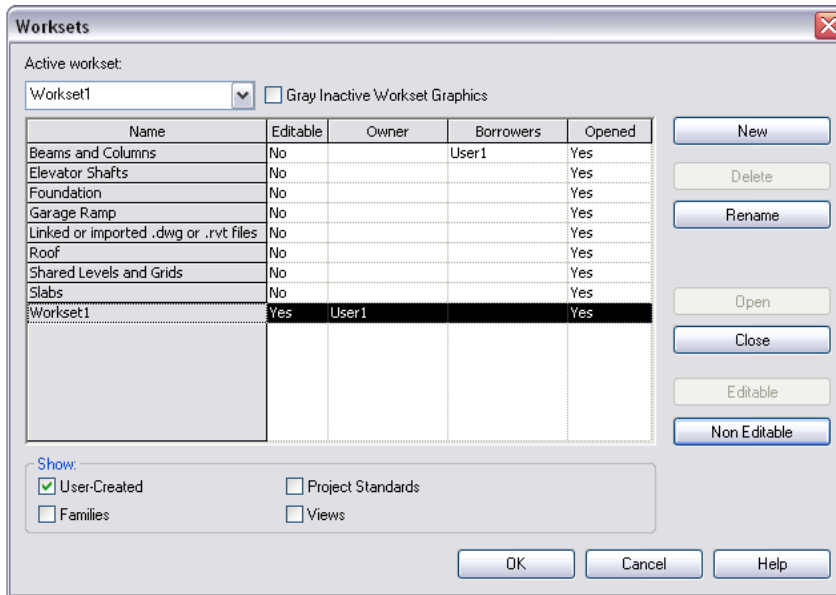 Worksets
Active workset:
Workset1
Gray Inactive Workset Graphics
Name Editable Owner Borrowers Opened
Beams and Columns No User1 Yes
Elevator Shafts No Yes
Foundation No Yes
Garage Ramp No Yes
Linked or imported .dwg or .rvt files No Yes
Roof No Yes
Shared Levels and Grids No Yes
Slabs No Yes
Workset1 Yes User1 Yes
New
Delete
Rename
Open
Close
Editable
Non Editable
Show:
User-Created Project Standards
Families Views
OK Cancel Help